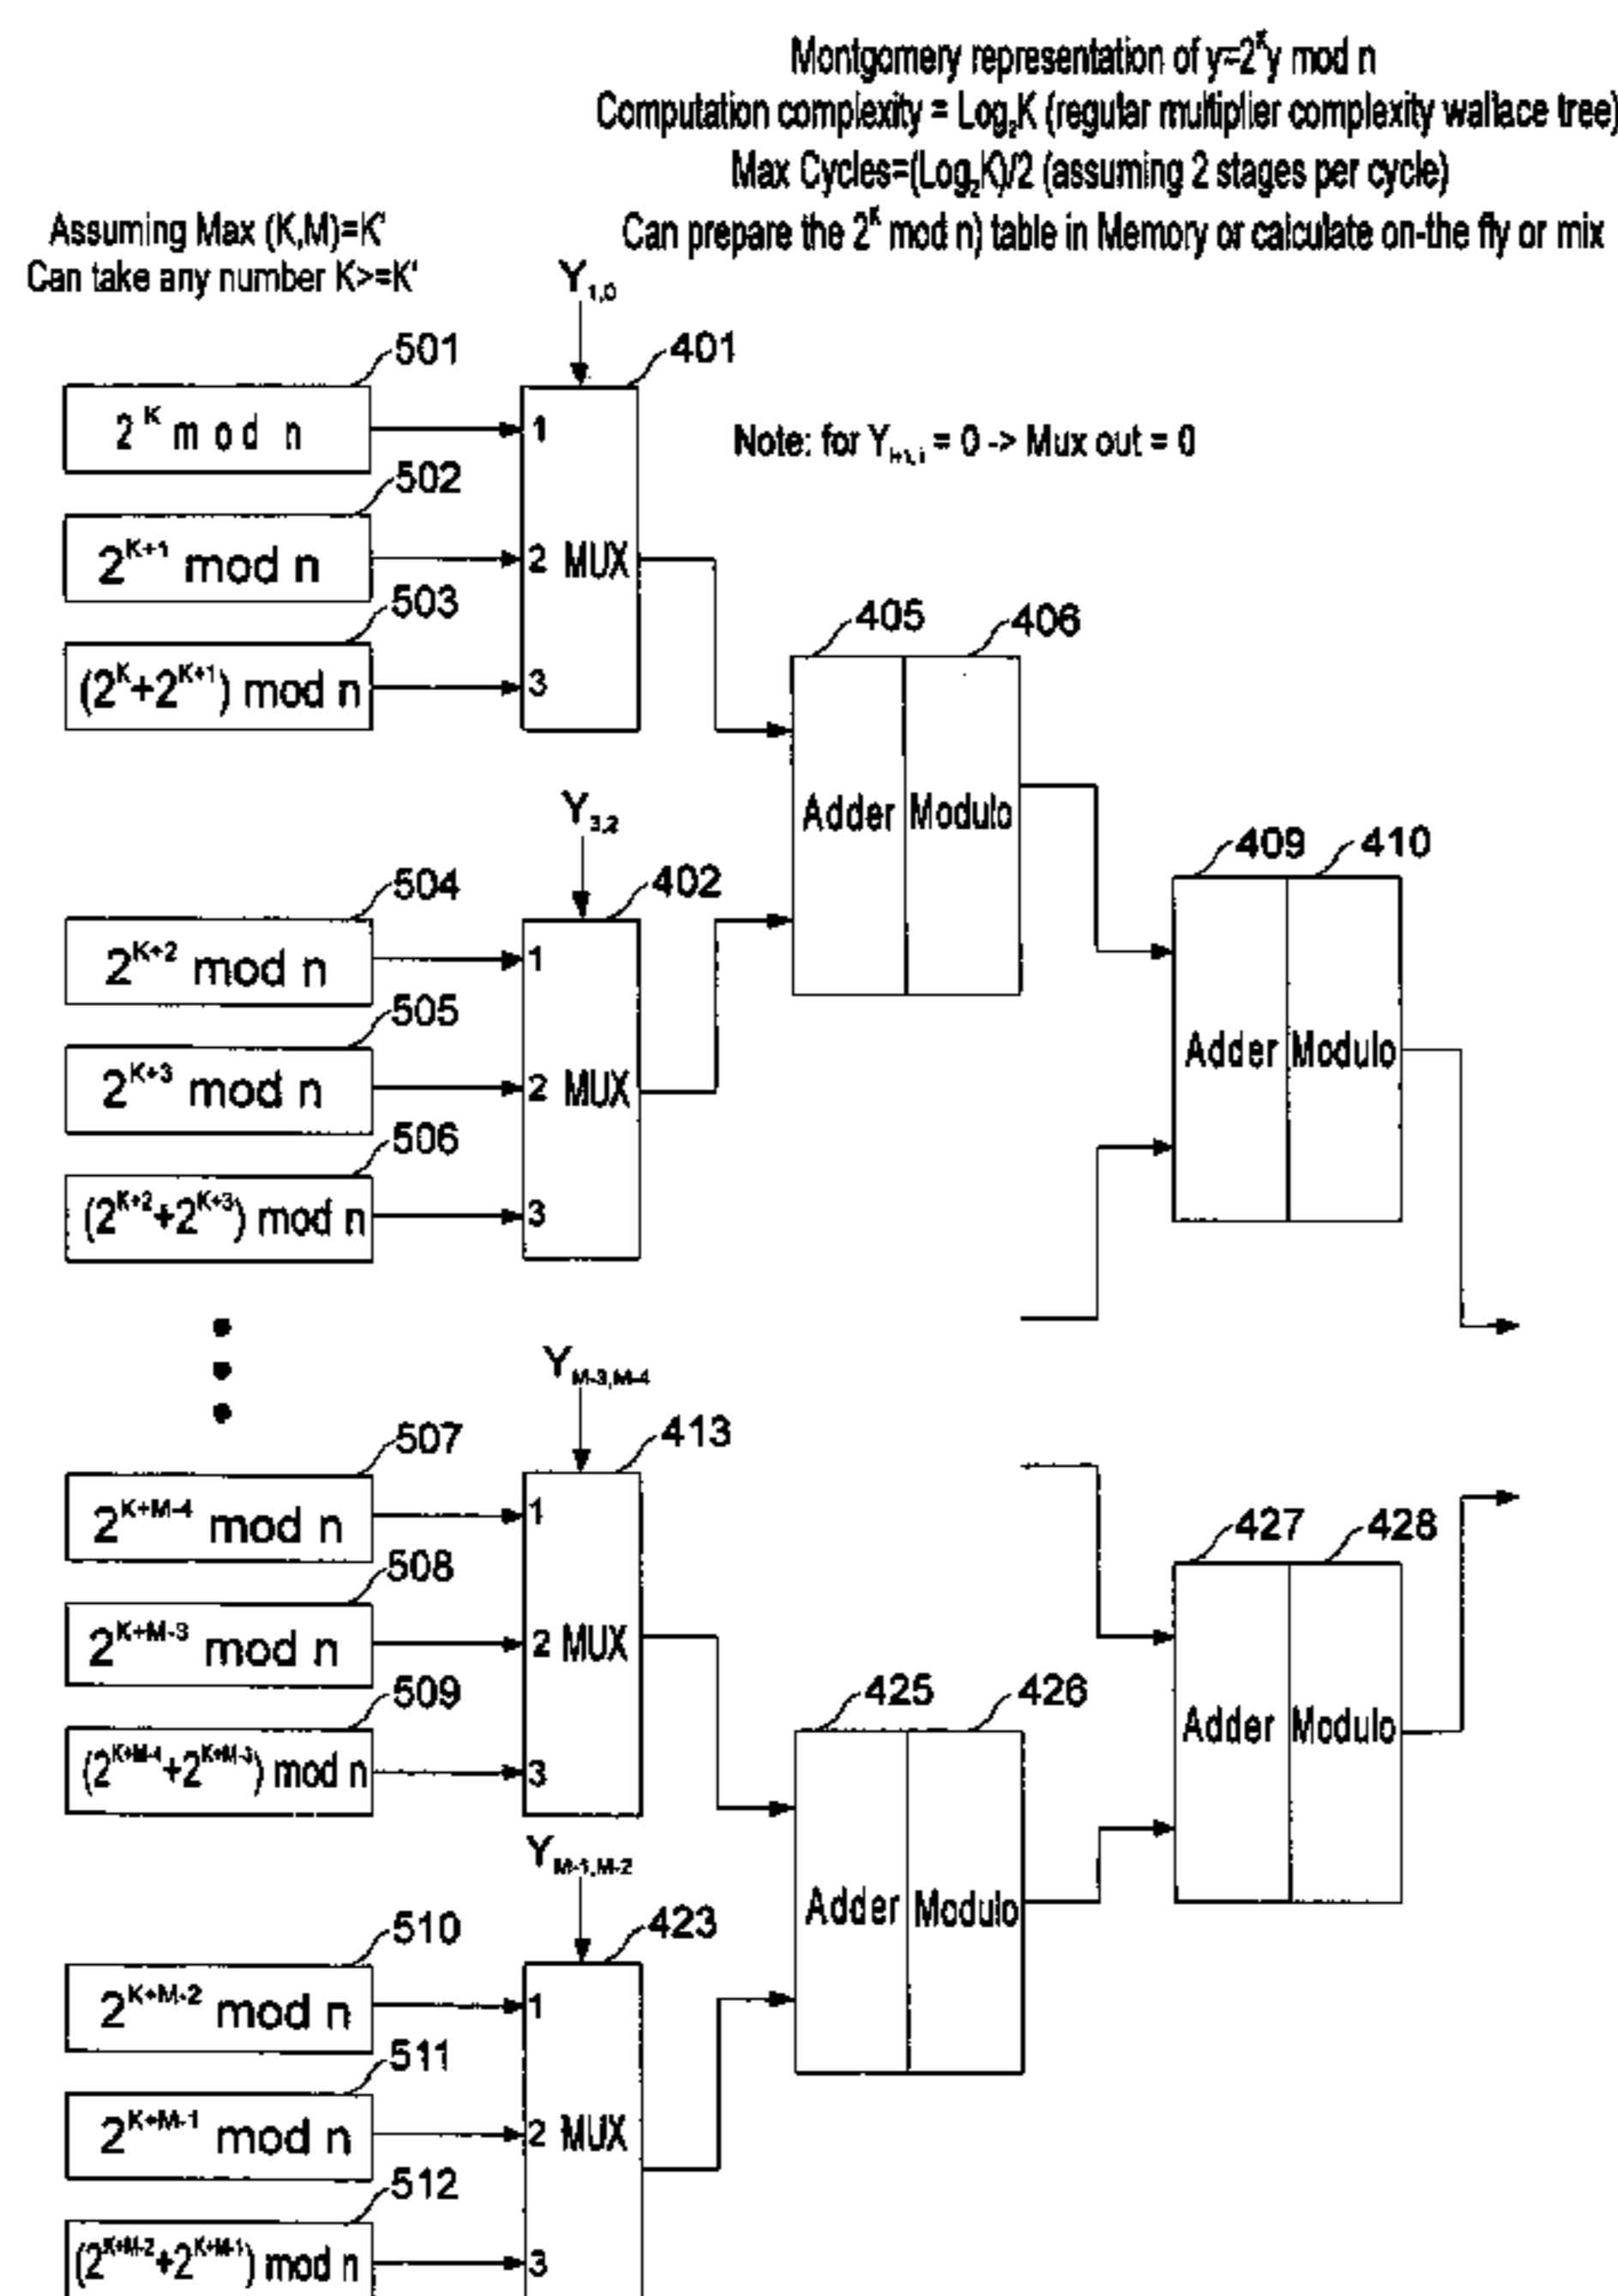 Montgomery representation of y=2^K y mod n
Computation complexity = Log₂K (regular multiplier complexity wallace tree)
Max Cycles=(Log₂K)/2 (assuming 2 stages per cycle)
Can prepare the 2^K mod n) table in Memory or calculate on-the fly or mix
Assuming Max (K,M)=K'
Can take any number K>=K'
Y₁,₀
501
401
2^K mod n
1
Note: for Y_{i+1,i} = 0 -> Mux out = 0
502
2^{K+1} mod n
2 MUX
503
(2^K+2^{K+1}) mod n
3
405
406
Adder
Modulo
Y₃,₂
504
402
2^{K+2} mod n
1
505
2^{K+3} mod n
2 MUX
506
(2^{K+2}+2^{K+3}) mod n
3
409
410
Adder
Modulo
Y_{M-3,M-4}
507
413
2^{K+M-4} mod n
1
508
2^{K+M-3} mod n
2 MUX
509
(2^{K+M-4}+2^{K+M-3}) mod n
3
427
428
Adder
Modulo
425
426
Adder
Modulo
Y_{M-1,M-2}
510
423
2^{K+M-2} mod n
1
511
2^{K+M-1} mod n
2 MUX
512
(2^{K+M-2}+2^{K+M-1}) mod n
3